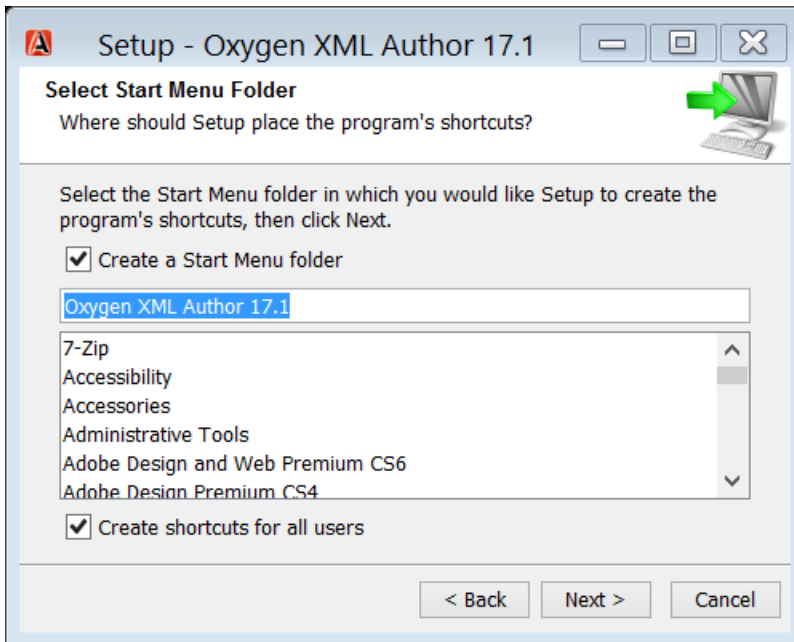 Setup - Oxygen XML Author 17.1
Select Start Menu Folder
Where should Setup place the program's shortcuts?
Select the Start Menu folder in which you would like Setup to create the
program's shortcuts, then click Next.
Create a Start Menu folder
Oxygen XML Author 17.1
7-Zip
Accessibility
Accessories
Administrative Tools
Adobe Design and Web Premium CS6
Adobe Design Premium CS4
Create shortcuts for all users
< Back Next > Cancel